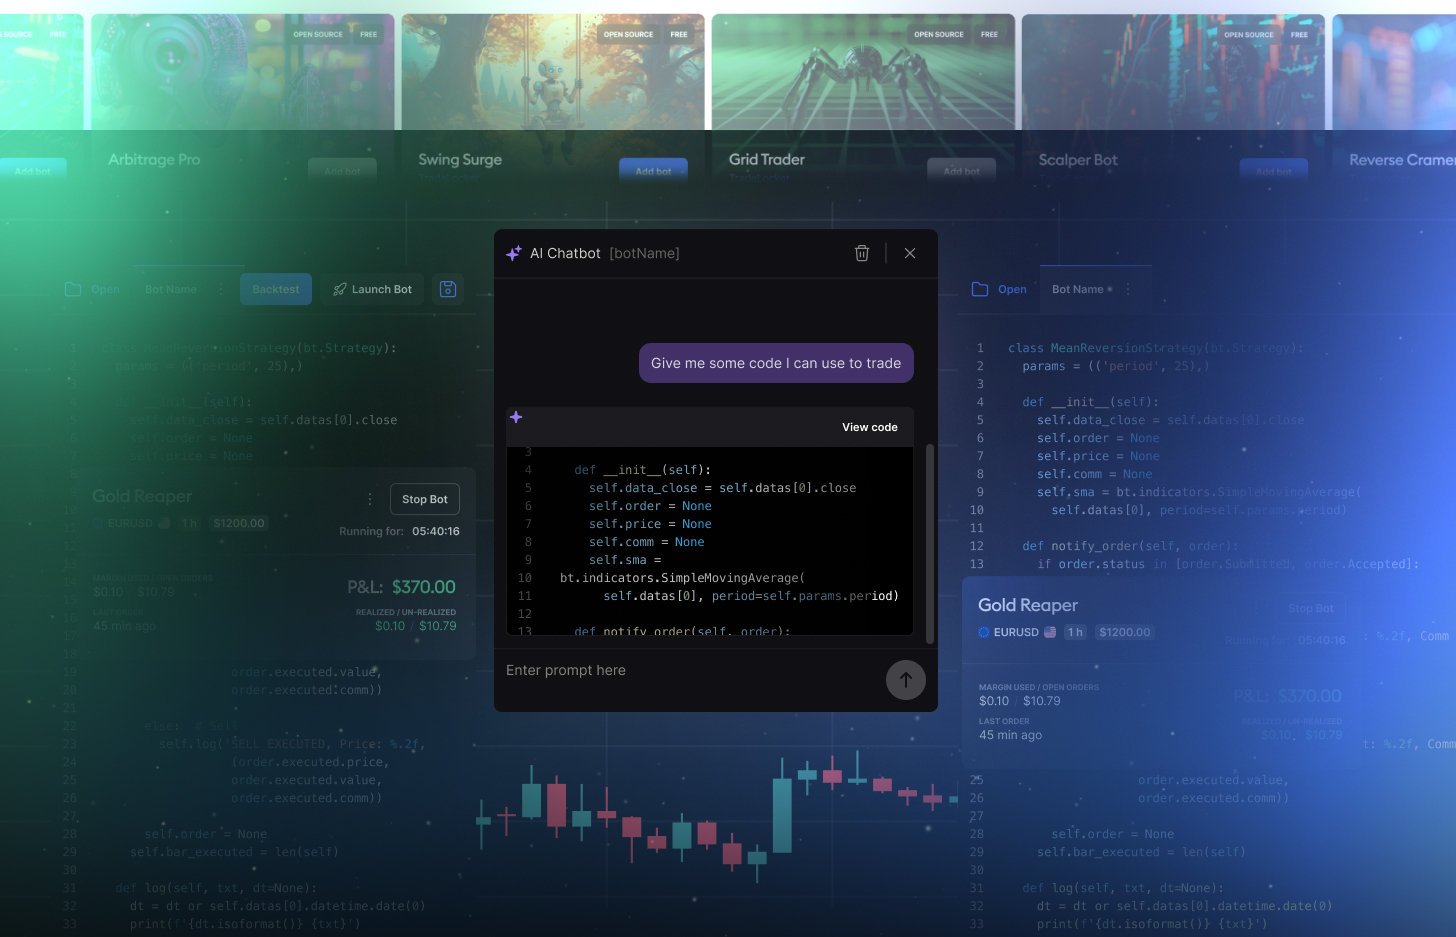 SOURCE FREE
OPEN SOURCE FREE
OPEN SOURCE FREE
OPEN SOURCE FREE
OPEN SOURCE FREE
Add bot
Arbitrage Pro
Add bot
Swing Surge
Add bot
Grid Trader
Add bot
Scalper Bot
Add bot
Reverse Cramer
Open
Bot Name
Backtest
Launch Bot
1 class MeanReversionStrategy(bt.Strategy):
params = (('period', 25),)
def __init__(self):
self.data_close = self.datas[0].close
self.order = None
self.price = None
Gold Reaper
Stop Bot
EURUSD 1 h $1200.00
Running for: 05:40:16
MARGIN USED / OPEN ORDERS
$0.10 / $10.79
P&L: $370.00
LAST ORDER
45 min ago
REALIZED / UN-REALIZED
$0.10 / $10.79
19 order.executed.value,
20 order.executed.comm))
21
22 else: # Sell
23 self.log('SELL EXECUTED, Price: %.2f,
24 (order.executed.price,
25 order.executed.value,
26 order.executed.comm))
27
28 self.order = None
29 self.bar_executed = len(self)
30
31 def log(self, txt, dt=None):
32 dt = dt or self.datas[0].datetime.date(0)
33 print(f'{dt.isoformat()} {txt}')
AI Chatbot [botName]
Give me some code I can use to trade
View code
3
4 def __init__(self):
5 self.data_close = self.datas[0].close
6 self.order = None
7 self.price = None
8 self.comm = None
9 self.sma =
10 bt.indicators.SimpleMovingAverage(
11 self.datas[0], period=self.params.period)
12
13 def notify_order(self, order):
Enter prompt here
Open
Bot Name
1 class MeanReversionStrategy(bt.Strategy):
2 params = (('period', 25),)
3
4 def __init__(self):
5 self.data_close = self.datas[0].close
6 self.order = None
7 self.price = None
8 self.comm = None
9 self.sma = bt.indicators.SimpleMovingAverage(
10 self.datas[0], period=self.params.period)
11
12 def notify_order(self, order):
13 if order.status in [order.Submitted, order.Accepted]:
Gold Reaper
Stop Bot
EURUSD 1 h $1200.00
Running for: 05:40:16
: %.2f, Comm
MARGIN USED / OPEN ORDERS
$0.10 / $10.79
P&L: $370.00
LAST ORDER
45 min ago
REALIZED / UN-REALIZED
$0.10 / $10.79
t: %.2f, Comm
25 order.executed.value,
26 order.executed.comm))
27
28 self.order = None
29 self.bar_executed = len(self)
30
31 def log(self, txt, dt=None):
32 dt = dt or self.datas[0].datetime.date(0)
33 print(f'{dt.isoformat()} {txt}')